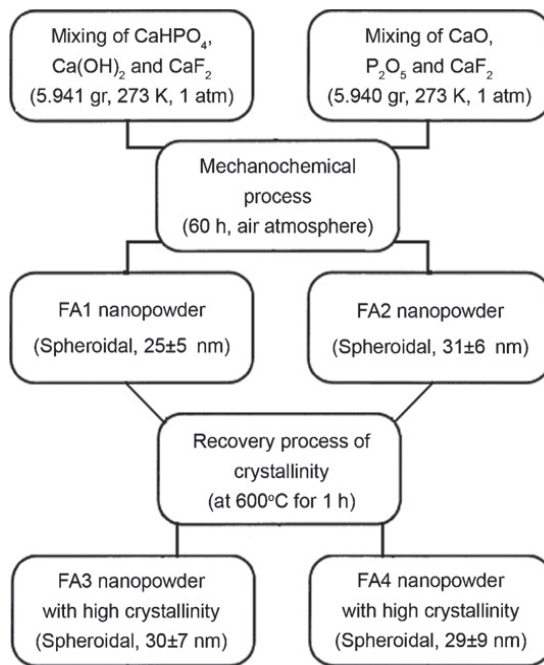 Mixing of CaHPO₄,
Ca(OH)₂ and CaF₂
(5.941 gr, 273 K, 1 atm)
Mixing of CaO,
P₂O₅ and CaF₂
(5.940 gr, 273 K, 1 atm)
Mechanochemical
process
(60 h, air atmosphere)
FA1 nanopowder
(Spheroidal, 25±5 nm)
FA2 nanopowder
(Spheroidal, 31±6 nm)
Recovery process of
crystallinity
(at 600°C for 1 h)
FA3 nanopowder
with high crystallinity
(Spheroidal, 30±7 nm)
FA4 nanopowder
with high crystallinity
(Spheroidal, 29±9 nm)